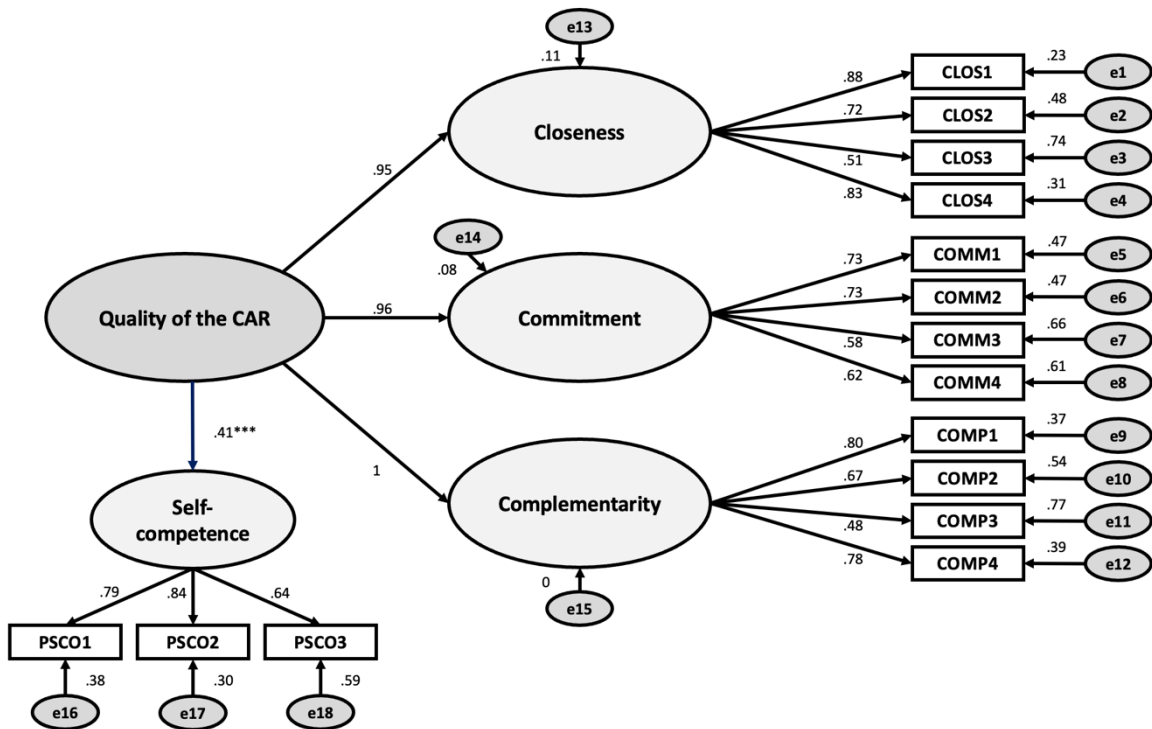 e13
.11
Closeness
.88
.72
.51
.83
CLOS1
CLOS2
CLOS3
CLOS4
.23
.48
.74
.31
e1
e2
e3
e4
.95
e14
.08
Quality of the CAR
.96
Commitment
.73
.73
.58
.62
COMM1
COMM2
COMM3
COMM4
.47
.47
.66
.61
e5
e6
e7
e8
.41***
1
Complementarity
.80
.67
.48
.78
COMP1
COMP2
COMP3
COMP4
.37
.54
.77
.39
e9
e10
e11
e12
0
e15
Self-
competence
.79
.84
.64
PSCO1
PSCO2
PSCO3
.38
.30
.59
e16
e17
e18